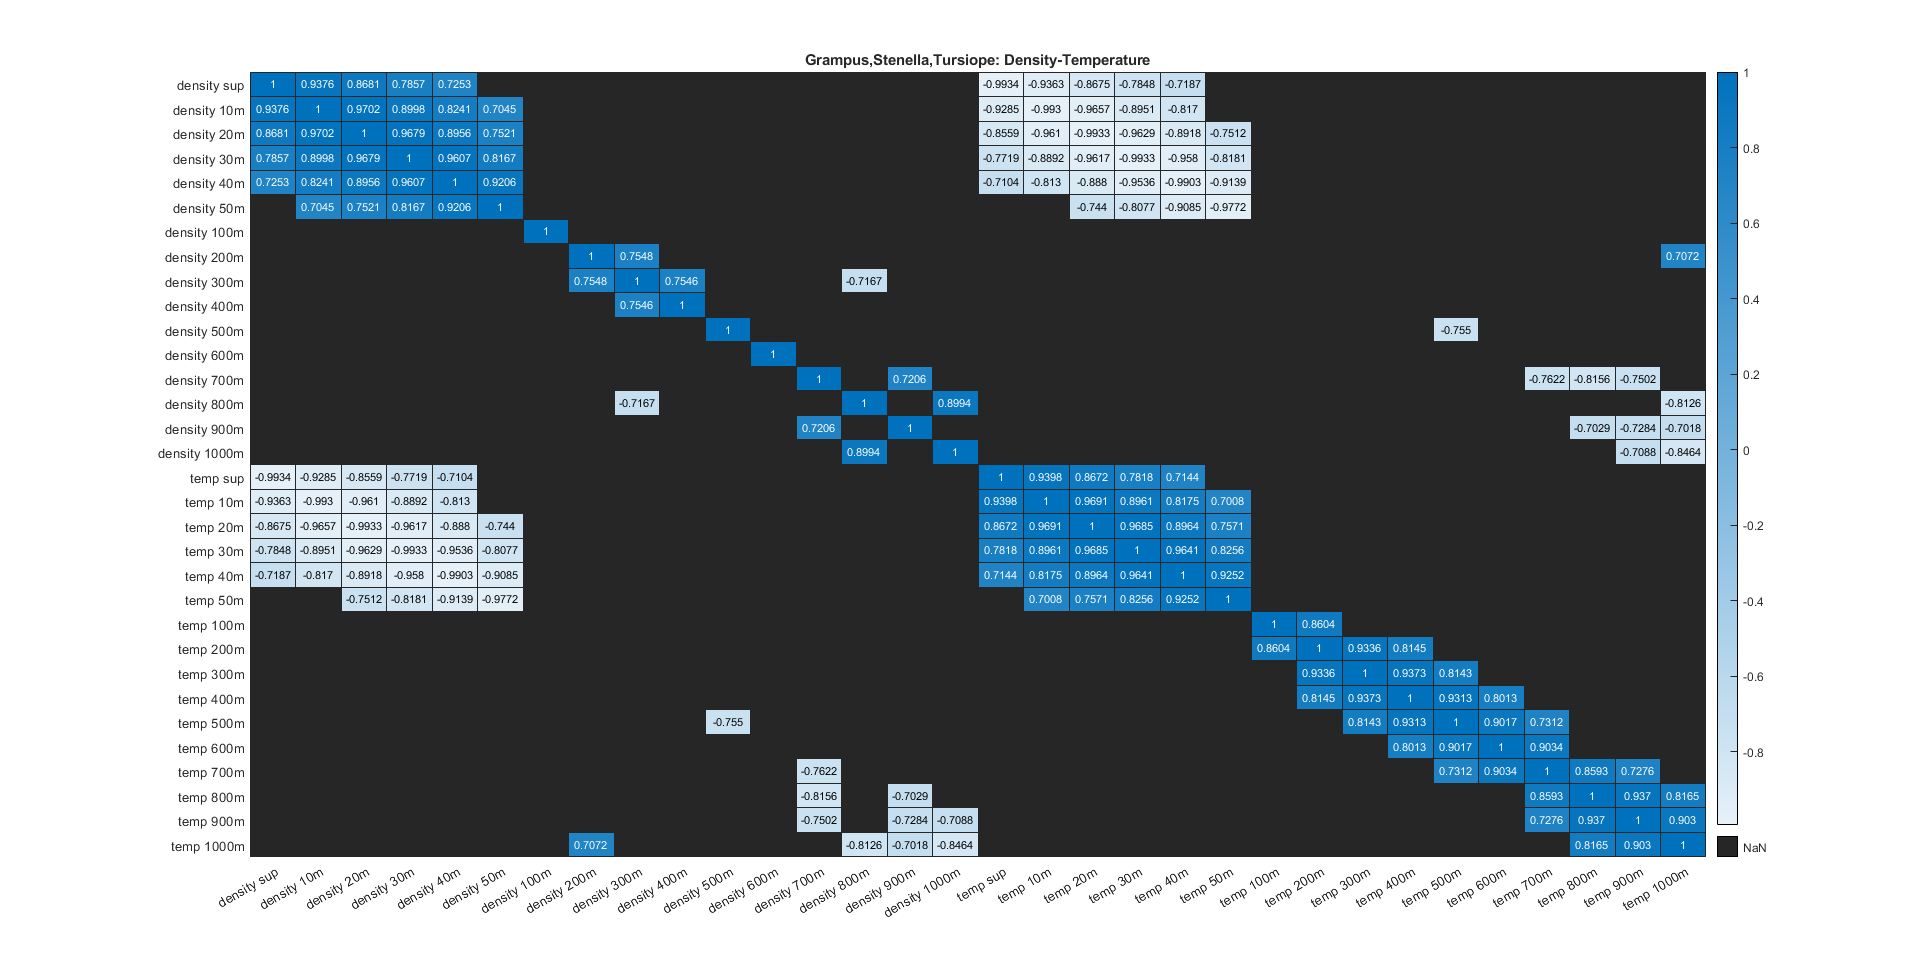 Grampus,Stenella,Tursiope: Density-Temperature
density sup 1 0.9376 0.8681 0.7857 0.7253 -0.9934 -0.9363 -0.8675 -0.7848 -0.7187
density 10m 0.9376 1 0.9702 0.8998 0.8241 0.7045 -0.9285 -0.993 -0.9657 -0.8951 -0.817
density 20m 0.8681 0.9702 1 0.9679 0.8956 0.7521 -0.8559 -0.961 -0.9933 -0.9629 -0.8918 -0.7512
density 30m 0.7857 0.8998 0.9679 1 0.9607 0.8167 -0.7719 -0.8892 -0.9617 -0.9933 -0.958 -0.8181
density 40m 0.7253 0.8241 0.8956 0.9607 1 0.9206 -0.7104 -0.813 -0.888 -0.9536 -0.9903 -0.9139
density 50m 0.7045 0.7521 0.8167 0.9206 1 -0.744 -0.8077 -0.9085 -0.9772
density 100m 1
density 200m 1 0.7548 0.7072
density 300m 0.7548 1 0.7546 -0.7167
density 400m 0.7546 1
density 500m 1 -0.755
density 600m 1
density 700m 1 0.7206 -0.7622 -0.8156 -0.7502
density 800m -0.7167 1 0.8994 -0.8126
density 900m 0.7206 1 -0.7029 -0.7284 -0.7018
density 1000m 0.8994 1 -0.7088 -0.8464
temp sup -0.9934 -0.9285 -0.8559 -0.7719 -0.7104 1 0.9398 0.8672 0.7818 0.7144
temp 10m -0.9363 -0.993 -0.961 -0.8892 -0.813 0.9398 1 0.9691 0.8961 0.8175 0.7008
temp 20m -0.8675 -0.9657 -0.9933 -0.9617 -0.888 -0.744 0.8672 0.9691 1 0.9685 0.8964 0.7571
temp 30m -0.7848 -0.8951 -0.9629 -0.9933 -0.9536 -0.8077 0.7818 0.8961 0.9685 1 0.9641 0.8256
temp 40m -0.7187 -0.817 -0.8918 -0.958 -0.9903 -0.9085 0.7144 0.8175 0.8964 0.9641 1 0.9252
temp 50m -0.7512 -0.8181 -0.9139 -0.9772 0.7008 0.7571 0.8256 0.9252 1
temp 100m 1 0.8604
temp 200m 0.8604 1 0.9336 0.8145
temp 300m 0.9336 1 0.9373 0.8143
temp 400m 0.8145 0.9373 1 0.9313 0.8013
temp 500m -0.755 0.8143 0.9313 1 0.9017 0.7312
temp 600m 0.8013 0.9017 1 0.9034
temp 700m -0.7622 0.7312 0.9034 1 0.8593 0.7276
temp 800m -0.8156 -0.7029 0.8593 1 0.937 0.8165
temp 900m -0.7502 -0.7284 -0.7088 0.7276 0.937 1 0.903
temp 1000m 0.7072 -0.8126 -0.7018 -0.8464 0.8165 0.903 1
density sup density 10m density 20m density 30m density 40m density 50m density 100m density 200m density 300m density 400m density 500m density 600m density 700m density 800m density 900m density 1000m temp sup temp 10m temp 20m temp 30m temp 40m temp 50m temp 100m temp 200m temp 300m temp 400m temp 500m temp 600m temp 700m temp 800m temp 900m temp 1000m
1
0.8
0.6
0.4
0.2
0
-0.2
-0.4
-0.6
-0.8
NaN